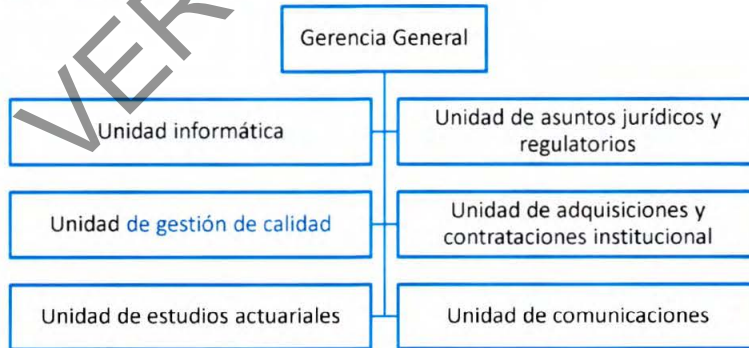 Gerencia General
Unidad informática
Unidad de asuntos jurídicos y
regulatorios
Unidad de gestión de calidad
Unidad de adquisiciones y
contrataciones institucional
Unidad de estudios actuariales
Unidad de comunicaciones